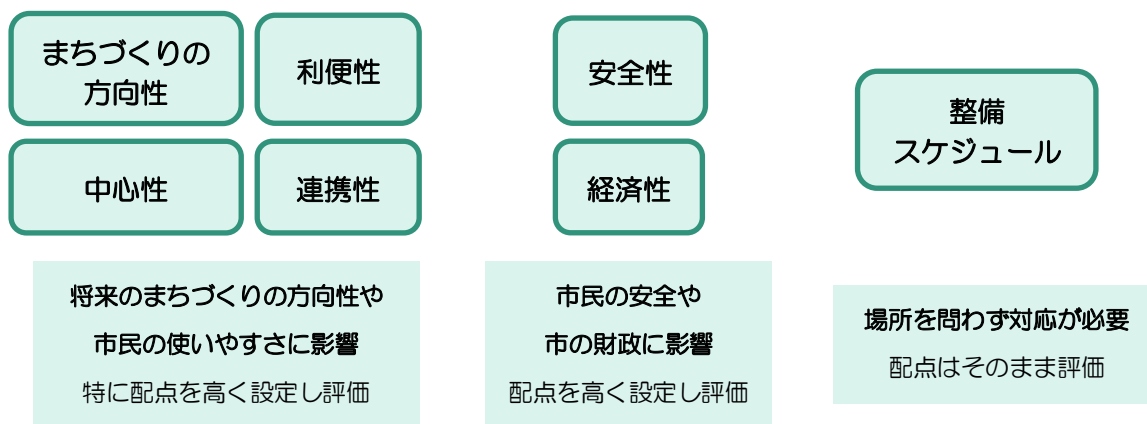 まちづくりの
方向性
利便性
中心性
連携性
将来のまちづくりの方向性や
市民の使いやすさに影響
特に配点を高く設定し評価
安全性
経済性
市民の安全や
市の財政に影響
配点を高く設定し評価
整備
スケジュール
場所を問わず対応が必要
配点はそのまま評価